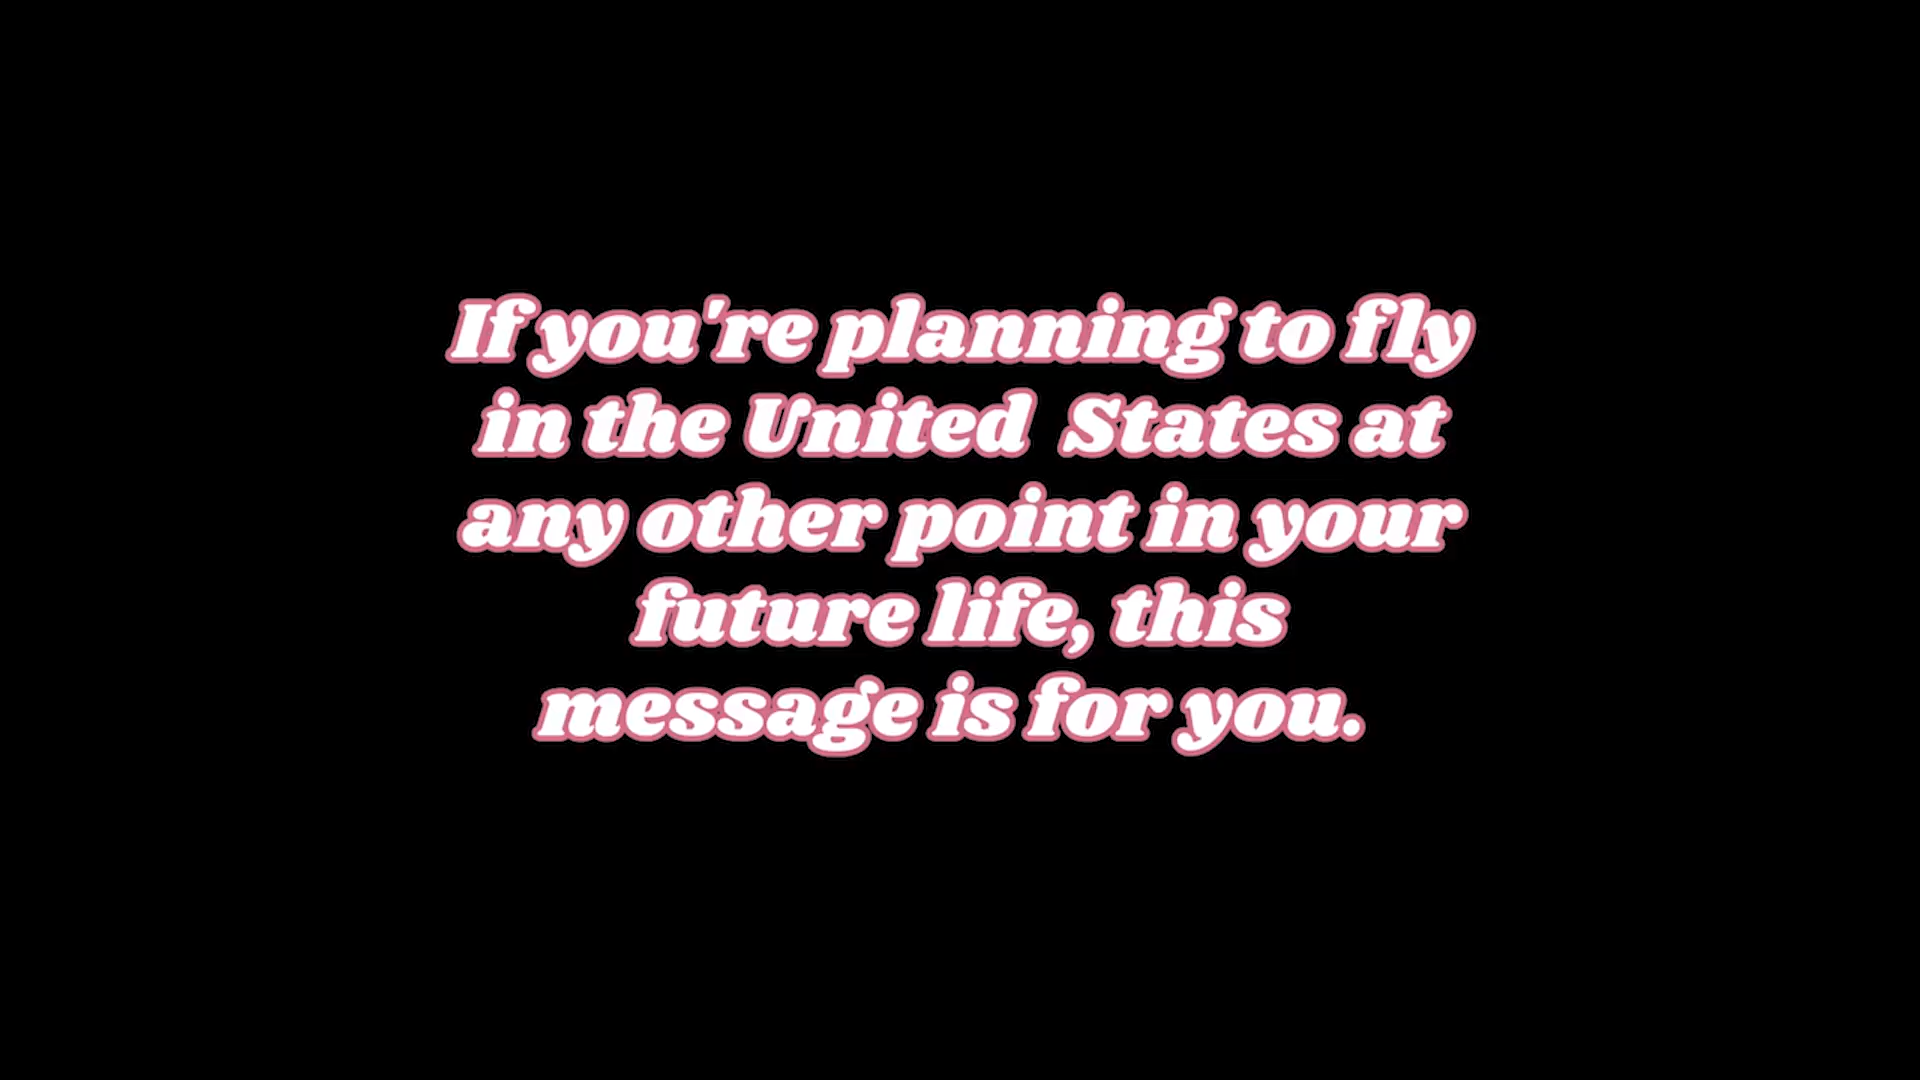 If you're planning to fly
in the United  States at
any other point in your
future life, this
message is for you.